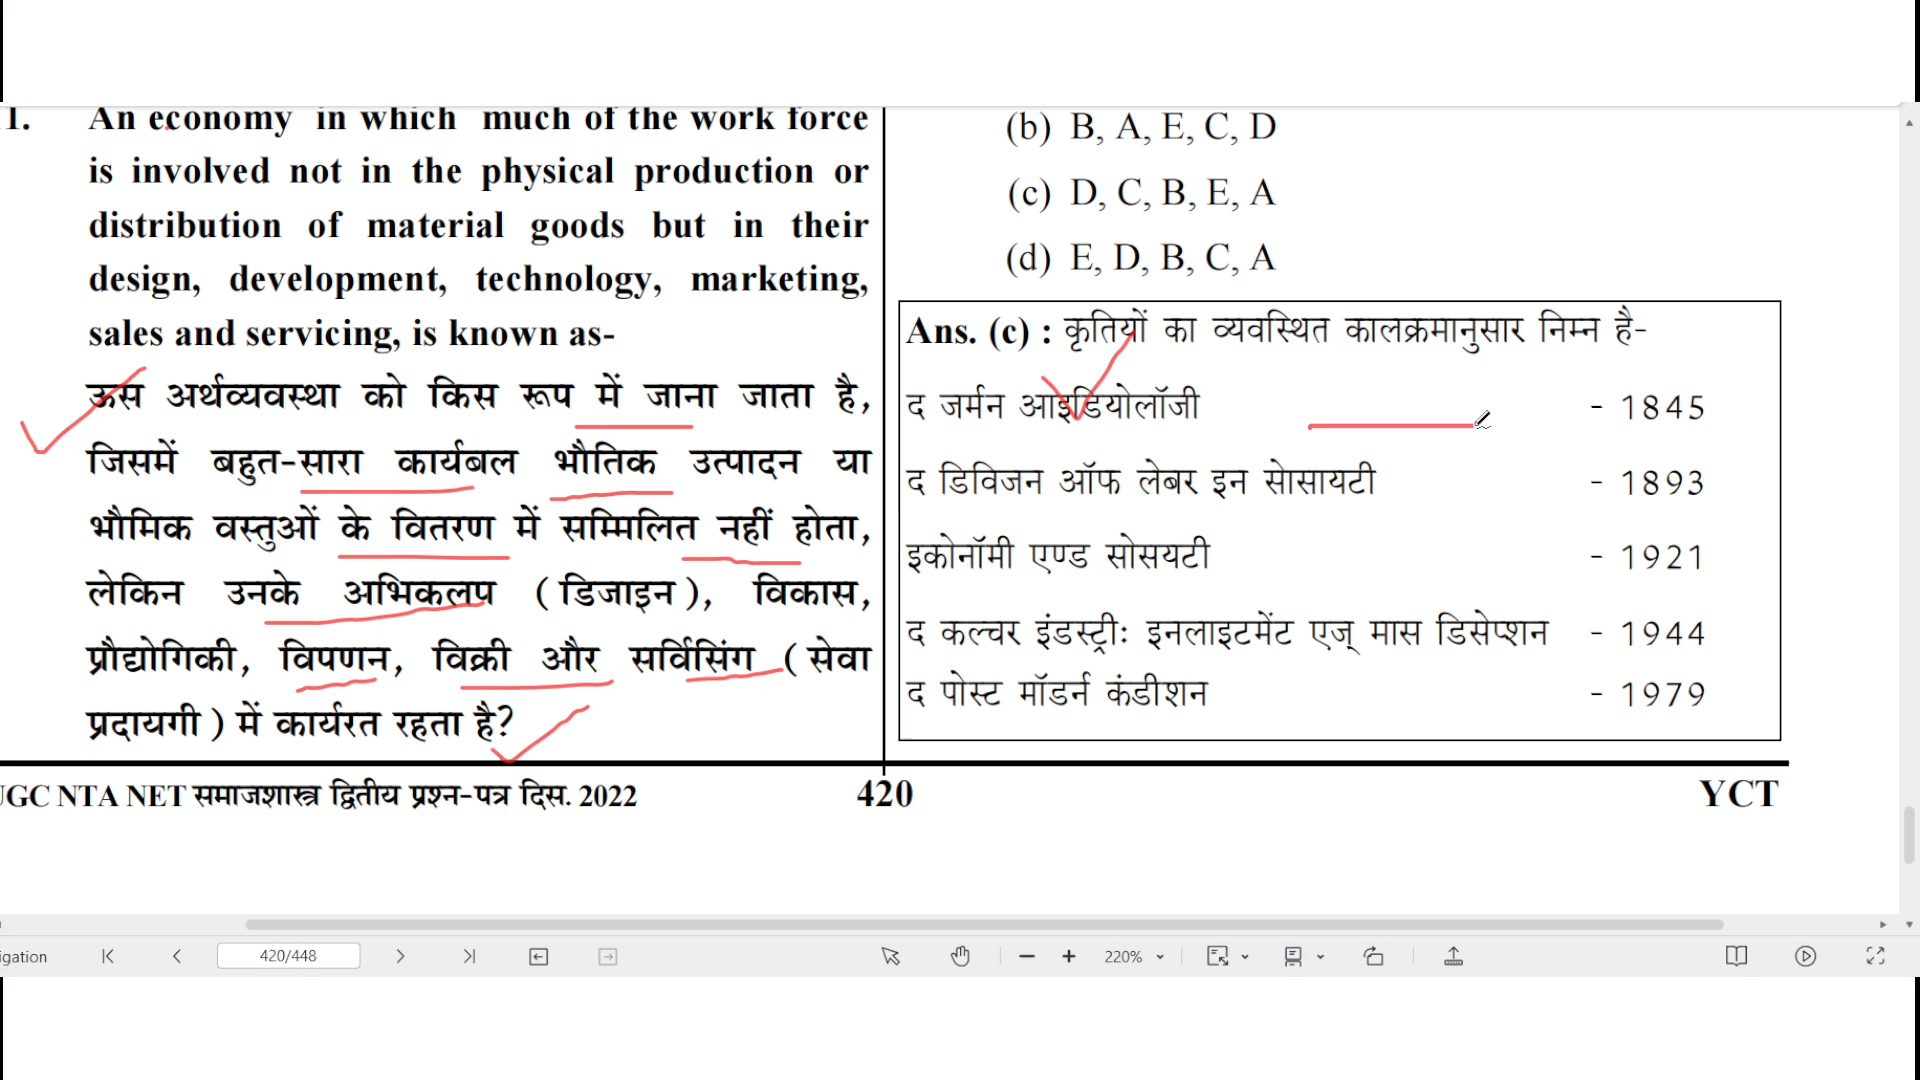 1. An economy in which much of the work force
is involved not in the physical production or
distribution of material goods but in their
design, development, technology, marketing,
sales and servicing, is known as-
ऊस अर्थव्यवस्था को किस रूप में जाना जाता है,
जिसमें बहुत-सारा कार्यबल भौतिक उत्पादन या
भौमिक वस्तुओं के वितरण में सम्मिलित नहीं होता,
लेकिन उनके अभिकलप (डिजाइन), विकास,
प्रौद्योगिकी, विपणन, विक्री और सर्विसिंग (सेवा
प्रदायगी) में कार्यरत रहता है?
(b) B, A, E, C, D
(c) D, C, B, E, A
(d) E, D, B, C, A
Ans. (c) : कृतियों का व्यवस्थित कालक्रमानुसार निम्न है-
द जर्मन आइडियोलॉजी - 1845
द डिविजन ऑफ लेबर इन सोसायटी - 1893
इकोनॉमी एण्ड सोसयटी - 1921
द कल्चर इंडस्ट्रीः इनलाइटमेंट एज् मास डिसेप्शन - 1944
द पोस्ट मॉडर्न कंडीशन - 1979
UGC NTA NET समाजशास्त्र द्वितीय प्रश्न-पत्र दिस. 2022 420 YCT
igation 420/448 220%